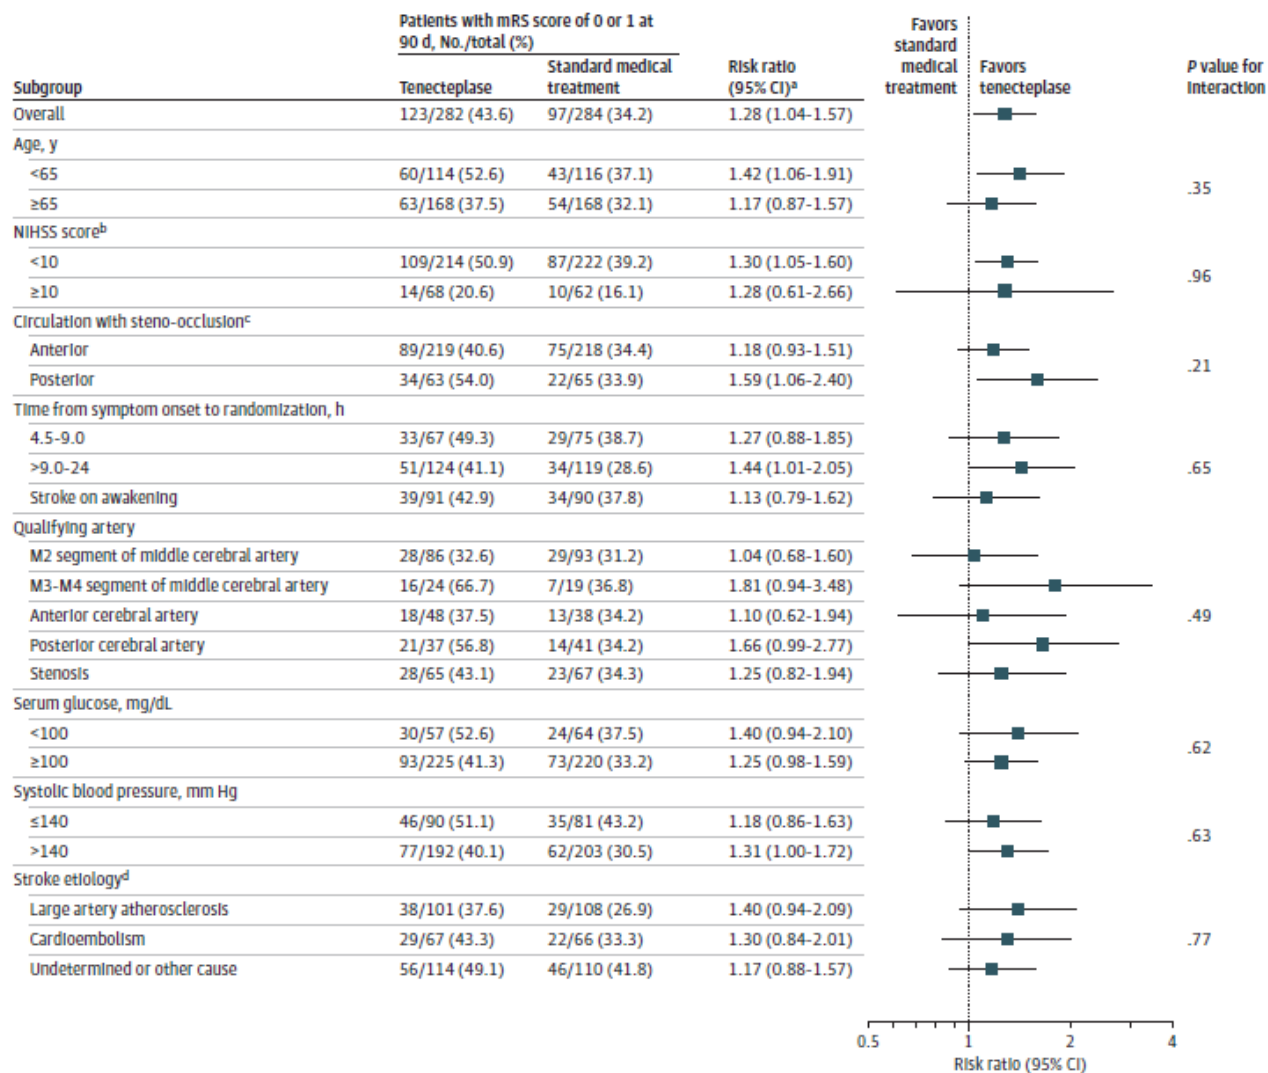 Patients with mRS score of 0 or 1 at
90 d, No./total (%)
Subgroup
Tenecteplase
Standard medical
treatment
Risk ratio
(95% CI)a
Favors
standard
medical
treatment
Favors
tenecteplase
P value for
interaction
Overall 123/282 (43.6) 97/284 (34.2) 1.28 (1.04-1.57)
Age, y
<65 60/114 (52.6) 43/116 (37.1) 1.42 (1.06-1.91)
.35
≥65 63/168 (37.5) 54/168 (32.1) 1.17 (0.87-1.57)
NIHSS scoreb
<10 109/214 (50.9) 87/222 (39.2) 1.30 (1.05-1.60)
.96
≥10 14/68 (20.6) 10/62 (16.1) 1.28 (0.61-2.66)
Circulation with steno-occlusionc
Anterior 89/219 (40.6) 75/218 (34.4) 1.18 (0.93-1.51)
.21
Posterior 34/63 (54.0) 22/65 (33.9) 1.59 (1.06-2.40)
Time from symptom onset to randomization, h
4.5-9.0 33/67 (49.3) 29/75 (38.7) 1.27 (0.88-1.85)
>9.0-24 51/124 (41.1) 34/119 (28.6) 1.44 (1.01-2.05) .65
Stroke on awakening 39/91 (42.9) 34/90 (37.8) 1.13 (0.79-1.62)
Qualifying artery
M2 segment of middle cerebral artery 28/86 (32.6) 29/93 (31.2) 1.04 (0.68-1.60)
M3-M4 segment of middle cerebral artery 16/24 (66.7) 7/19 (36.8) 1.81 (0.94-3.48)
Anterior cerebral artery 18/48 (37.5) 13/38 (34.2) 1.10 (0.62-1.94) .49
Posterior cerebral artery 21/37 (56.8) 14/41 (34.2) 1.66 (0.99-2.77)
Stenosis 28/65 (43.1) 23/67 (34.3) 1.25 (0.82-1.94)
Serum glucose, mg/dL
<100 30/57 (52.6) 24/64 (37.5) 1.40 (0.94-2.10)
.62
≥100 93/225 (41.3) 73/220 (33.2) 1.25 (0.98-1.59)
Systolic blood pressure, mm Hg
≤140 46/90 (51.1) 35/81 (43.2) 1.18 (0.86-1.63)
.63
>140 77/192 (40.1) 62/203 (30.5) 1.31 (1.00-1.72)
Stroke etiologyd
Large artery atherosclerosis 38/101 (37.6) 29/108 (26.9) 1.40 (0.94-2.09)
Cardioembolism 29/67 (43.3) 22/66 (33.3) 1.30 (0.84-2.01) .77
Undetermined or other cause 56/114 (49.1) 46/110 (41.8) 1.17 (0.88-1.57)
0.5 1 2 4
Risk ratio (95% CI)